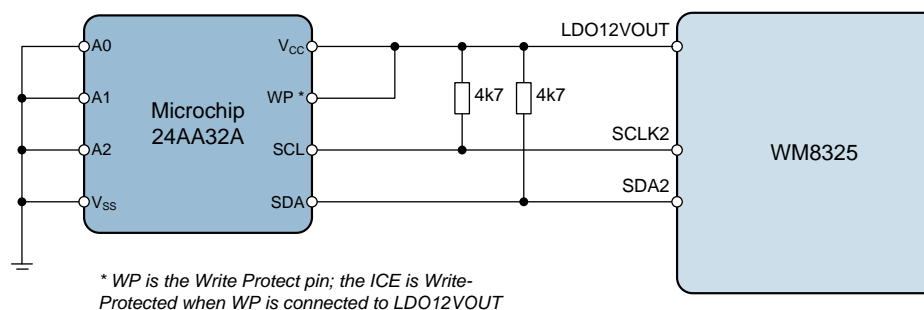 LDO12VOUT
A0
VCC
A1
WP *
4k7
4k7
Microchip
24AA32A
SCLK2
A2
SCL
WM8325
SDA2
VSS
SDA
* WP is the Write Protect pin; the ICE is Write-
Protected when WP is connected to LDO12VOUT